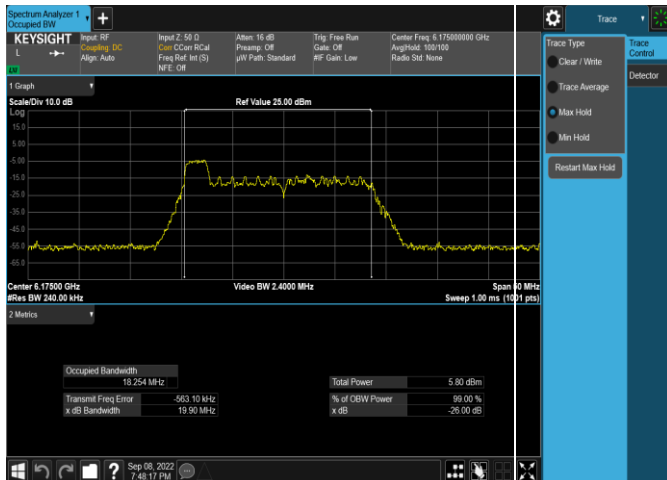 Spectrum Analyzer 1
Occupied BW
KEYSIGHT
L
Input: RF
Coupling: DC
Align: Auto
Input Z: 50 Ω
Corr CCorr RCal
Freq Ref: Int (S)
NFE: Off
Atten: 16 dB
Preamp: Off
µW Path: Standard
Trig: Free Run
Gate: Off
#IF Gain: Low
Center Freq: 6.175000000 GHz
Avg|Hold: 100/100
Radio Std: None
1 Graph
Scale/Div 10.0 dB
Ref Value 25.00 dBm
Log
15.0
5.00
-5.00
-15.0
-25.0
-35.0
-45.0
-55.0
-65.0
Center 6.17500 GHz
Video BW 2.4000 MHz
#Res BW 240.00 kHz
Sweep 1.00 ms (1001 pts)
2 Metrics
Occupied Bandwidth
18.254 MHz
Total Power 5.80 dBm
Transmit Freq Error -563.10 kHz
% of OBW Power 99.00 %
x dB Bandwidth 19.90 MHz
x dB -26.00 dB
Sep 08, 2022
7:48:17 PM
Trace
Trace Type
Clear / Write
Trace Average
Max Hold
Min Hold
Restart Max Hold
Trace
Control
Detector